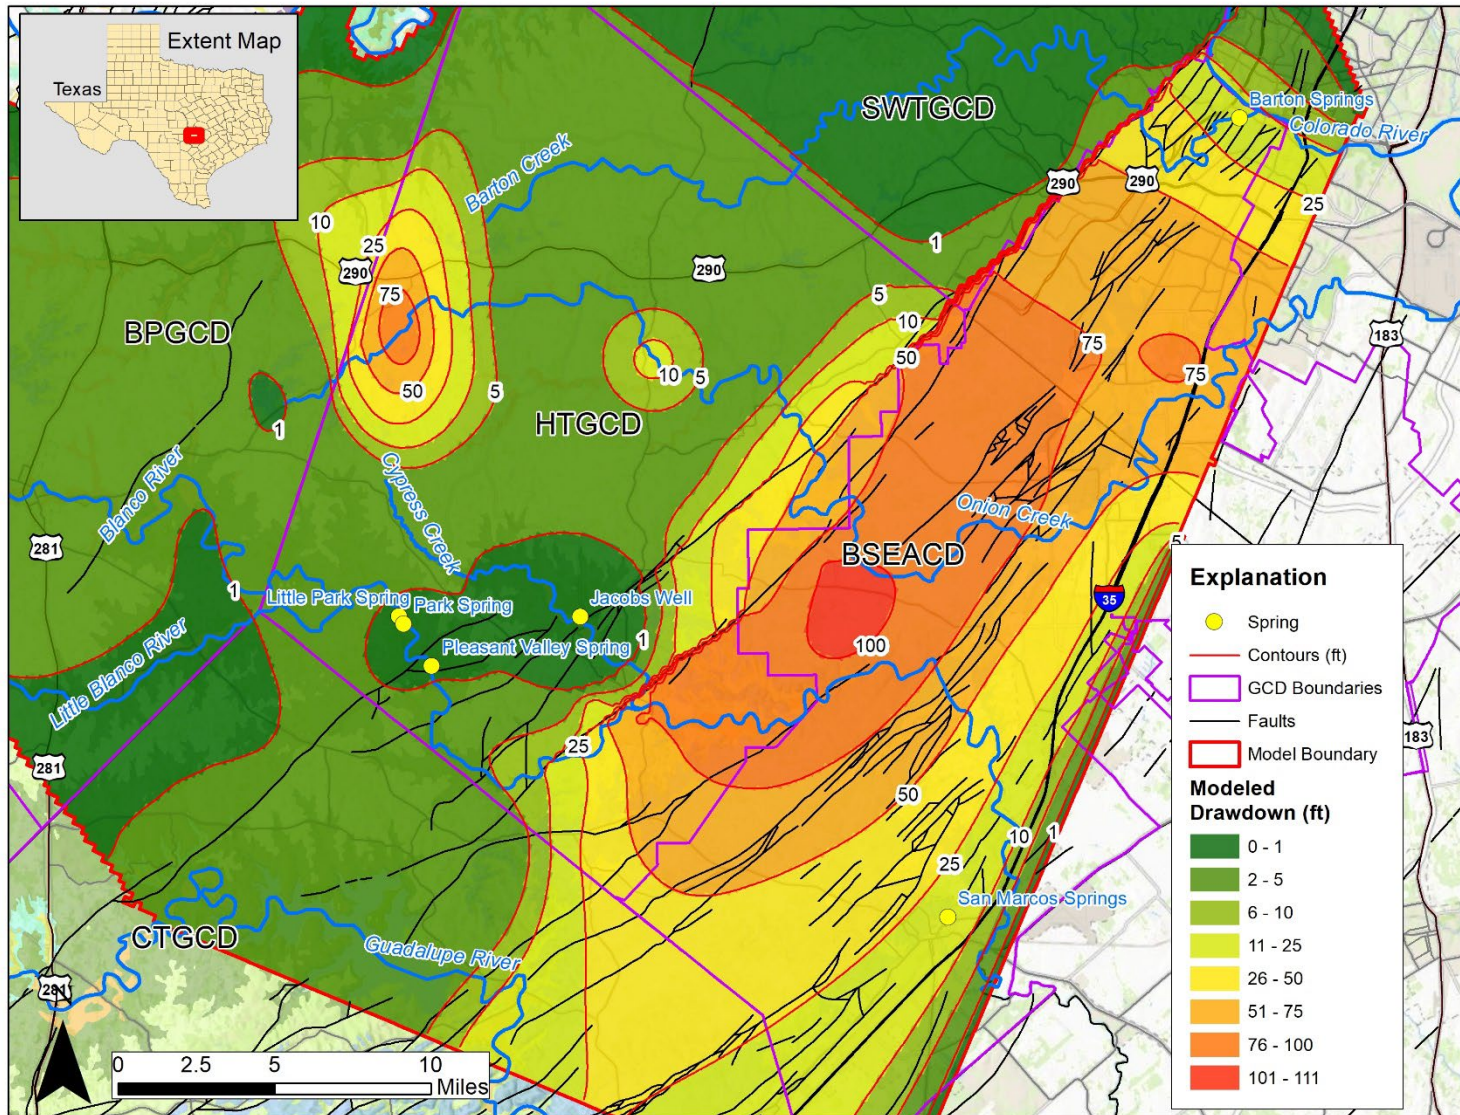 Extent Map
Texas
SWTGCD
Barton Springs
Colorado River
Barton Creek
290
290
25
10
25
290
1
290
75
BPGCD
5
10
50
183
75
75
10
5
50
5
HTGCD
1
Blanco River
Cypress Creek
Onion Creek
281
BSEACD
5
1
Little Park Spring
Park Spring
Jacobs Well
1
100
Pleasant Valley Spring
Little Blanco River
35
25
281
183
50
10
1
25
San Marcos Springs
CTGCD
Guadalupe River
281
0
2.5
5
10
Miles
Explanation
Spring
Contours (ft)
GCD Boundaries
Faults
Model Boundary
Modeled
Drawdown (ft)
0 - 1
2 - 5
6 - 10
11 - 25
26 - 50
51 - 75
76 - 100
101 - 111